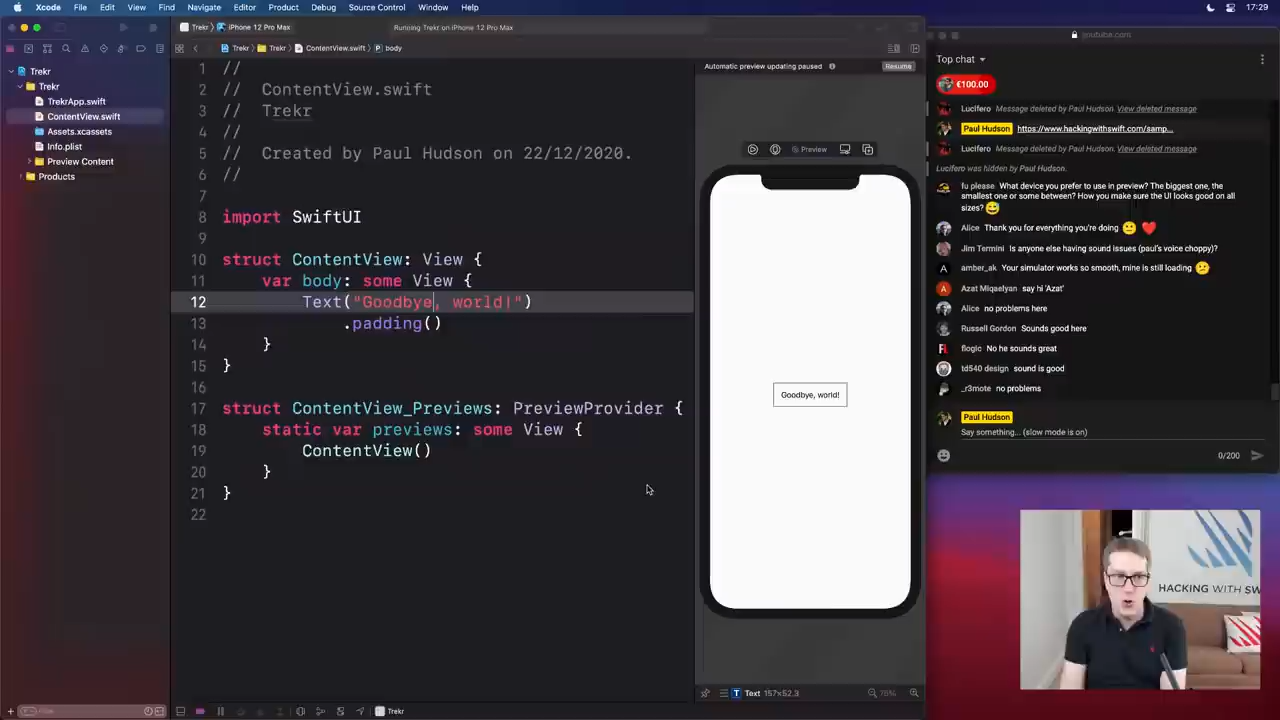 Xcode File Edit View Find Navigate Editor Product Debug Source Control Window Help
17:29
Trekr iPhone 12 Pro Max
Running Trekr on iPhone 12 Pro Max
Trekr Trekr ContentView.swift body
Trekr
Trekr
TrekrApp.swift
ContentView.swift
Assets.xcassets
Info.plist
Preview Content
Products
1 //
2 // ContentView.swift
3 // Trekr
4 //
5 // Created by Paul Hudson on 22/12/2020.
6 //
7
8 import SwiftUI
9
10 struct ContentView: View {
11 var body: some View {
12 Text("Goodbye, world!")
13 .padding()
14 }
15 }
16
17 struct ContentView_Previews: PreviewProvider {
18 static var previews: some View {
19 ContentView()
20 }
21 }
22
Trekr
Automatic preview updating paused Resume
Preview
Goodbye, world!
T Text 157×52.3 75%
youtube.com
Top chat
€100.00
Lucifero Message deleted by Paul Hudson. View deleted message
Paul Hudson https://www.hackingwithswift.com/samp...
Lucifero Message deleted by Paul Hudson. View deleted message
Lucifero was hidden by Paul Hudson.
fu please What device you prefer to use in preview? The biggest one, the
smallest one or some between? How you make sure the UI looks good on all
sizes? 😅
Alice Thank you for everything you're doing 🙂 ❤️
Jim Termini Is anyone else having sound issues (paul's voice choppy)?
A amber_ak Your simulator works so smooth, mine is still loading 😕
Azat Miqaelyan say hi 'Azat'
Alice no problems here
Russell Gordon Sounds good here
FL flogic No he sounds great
td540 design sound is good
_r3mote no problems
Paul Hudson
Say something... (slow mode is on)
0/200
HACKING WITH SW